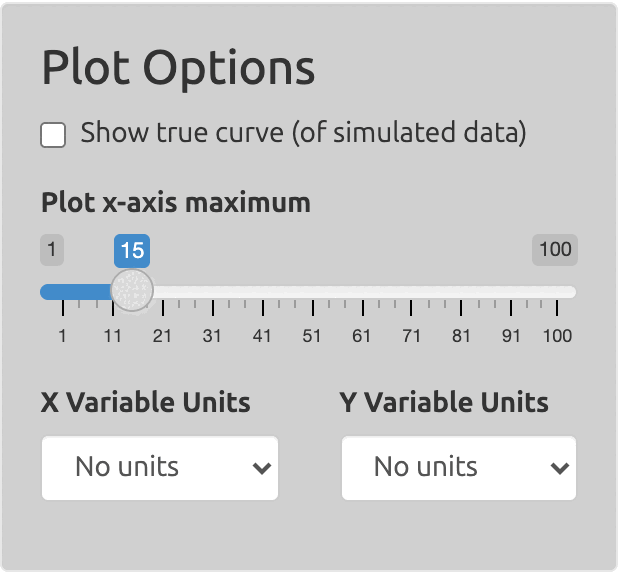 Plot Options
Show true curve (of simulated data)
Plot x-axis maximum
1 15 100
1 11 21 31 41 51 61 71 81 91 100
X Variable Units Y Variable Units
No units No units